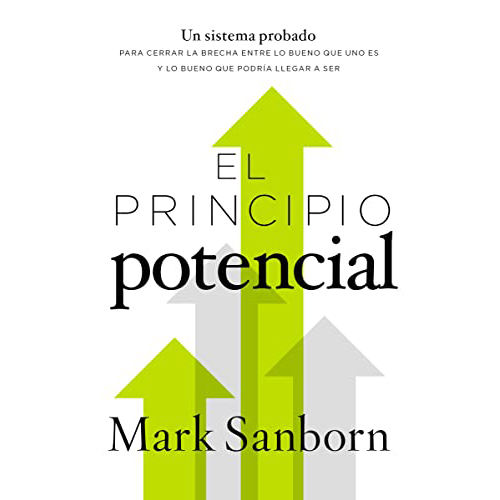 Un sistema probado
PARA CERRAR LA BRECHA ENTRE LO BUENO QUE UNO ES
Y LO BUENO QUE PODRÍA LLEGAR A SER
EL
PRINCIPIO
potencial
Mark Sanborn